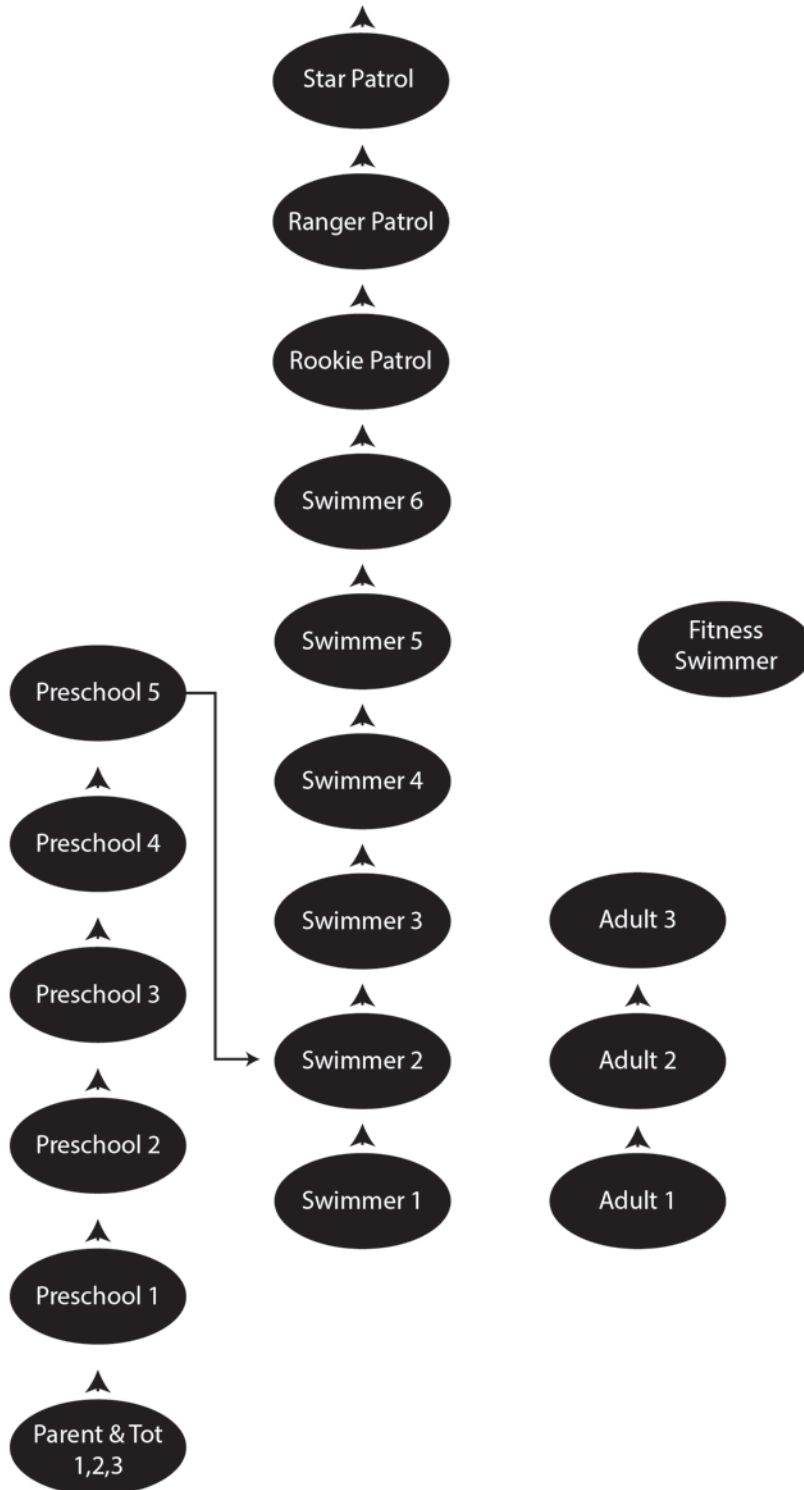 Star Patrol
Ranger Patrol
Rookie Patrol
Swimmer 6
Swimmer 5
Fitness
Swimmer
Preschool 5
Swimmer 4
Preschool 4
Swimmer 3
Adult 3
Preschool 3
Swimmer 2
Adult 2
Preschool 2
Swimmer 1
Adult 1
Preschool 1
Parent & Tot
1,2,3